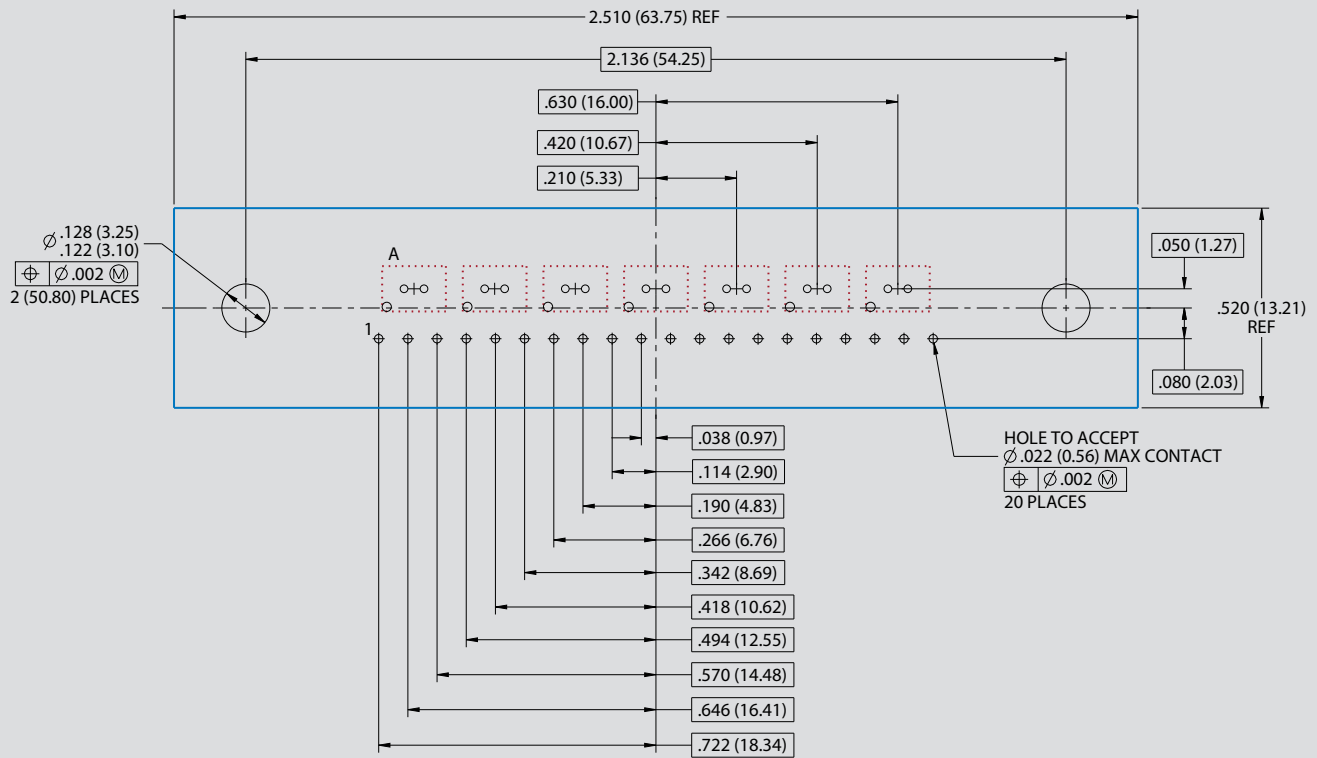 2.510 (63.75) REF
2.136 (54.25)
.630 (16.00)
.420 (10.67)
.210 (5.33)
⌀ .128 (3.25)
.122 (3.10)
⌖ ⌀.002 Ⓜ
2 (50.80) PLACES
A
1
.050 (1.27)
.520 (13.21)
REF
.080 (2.03)
HOLE TO ACCEPT
⌀.022 (0.56) MAX CONTACT
⌖ ⌀.002 Ⓜ
20 PLACES
.038 (0.97)
.114 (2.90)
.190 (4.83)
.266 (6.76)
.342 (8.69)
.418 (10.62)
.494 (12.55)
.570 (14.48)
.646 (16.41)
.722 (18.34)